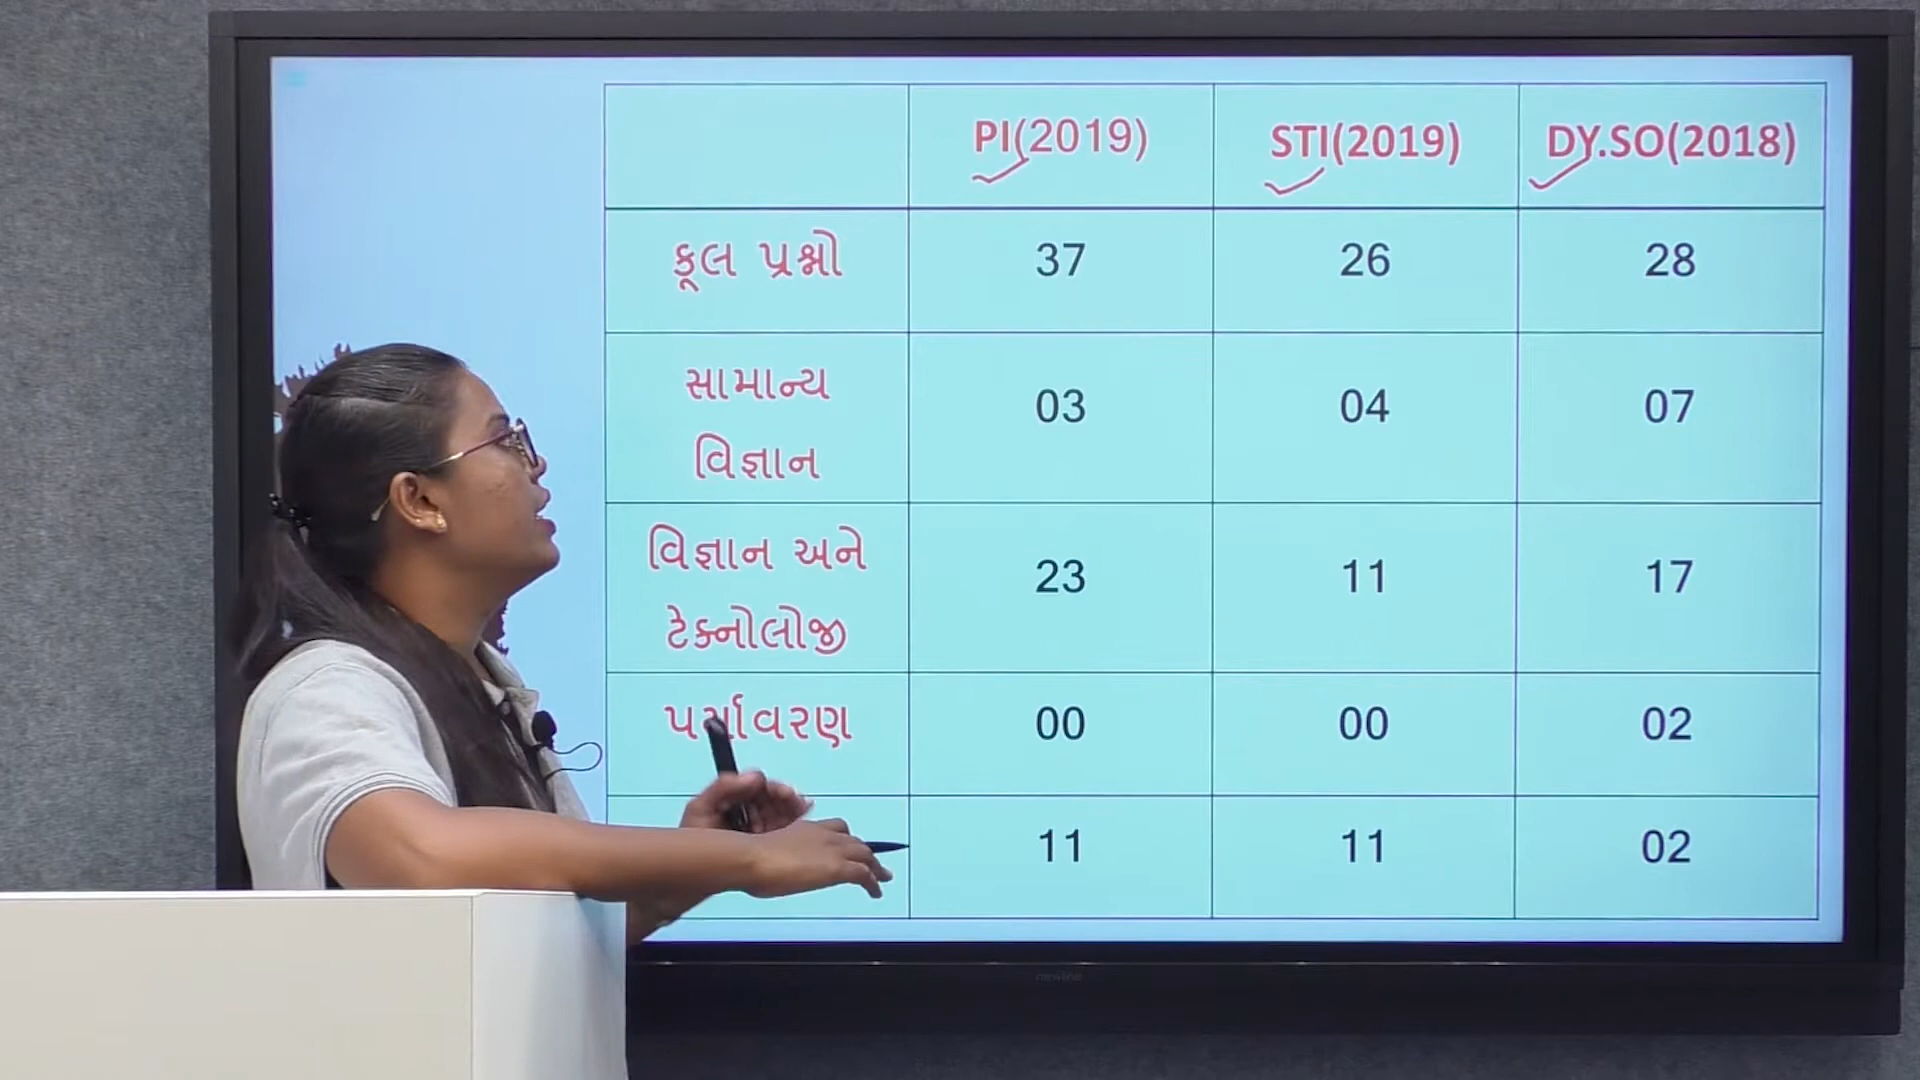 PI(2019) STI(2019) DY.SO(2018)
કૂલ પ્રશ્નો 37 26 28
સામાન્ય
વિજ્ઞાન 03 04 07
વિજ્ઞાન અને
ટેક્નોલોજી 23 11 17
પર્યાવરણ 00 00 02
11 11 02
newline